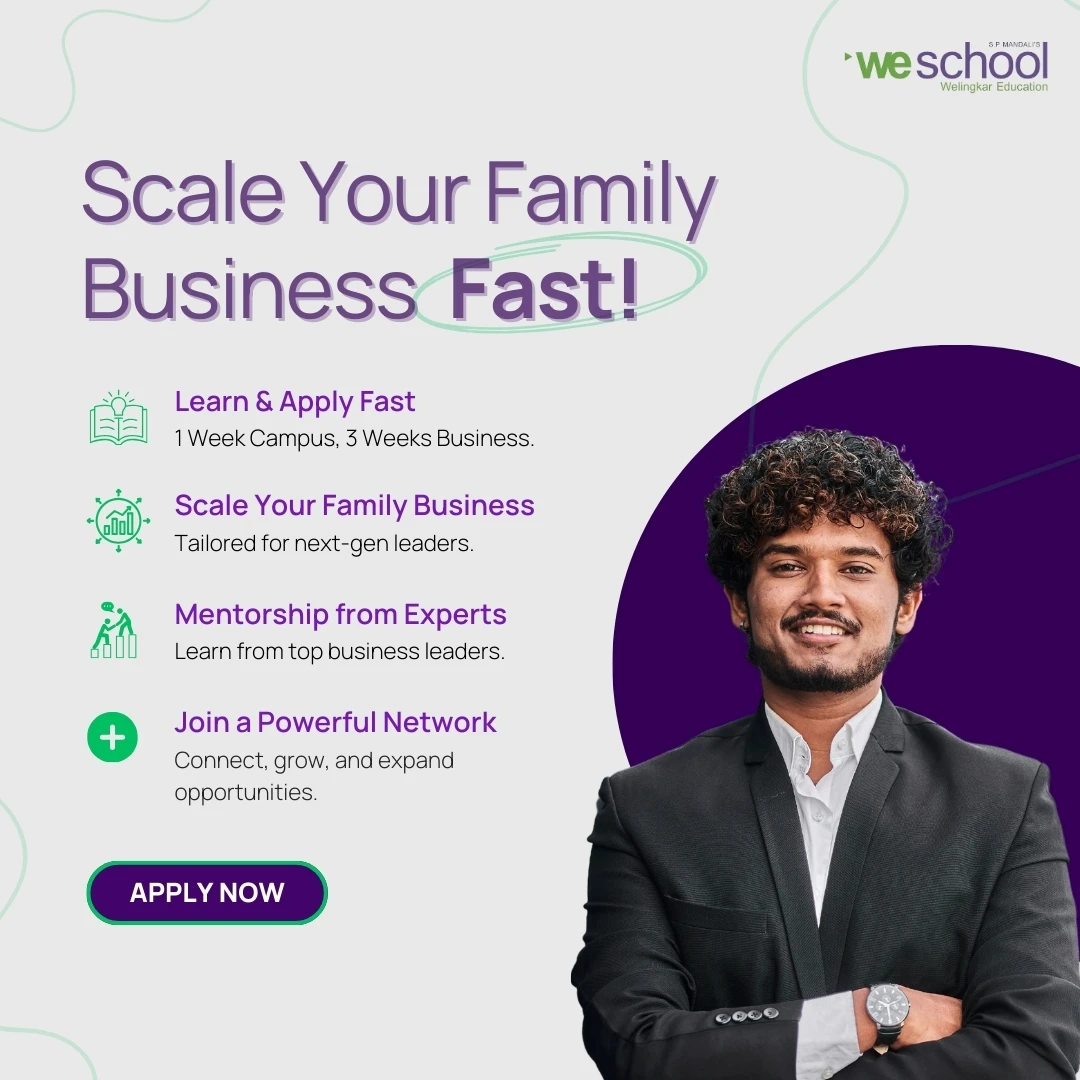 S P MANDALI'S
we school
Welingkar Education
Scale Your Family
Business Fast!
Learn & Apply Fast
1 Week Campus, 3 Weeks Business.
Scale Your Family Business
Tailored for next-gen leaders.
Mentorship from Experts
Learn from top business leaders.
Join a Powerful Network
Connect, grow, and expand
opportunities.
APPLY NOW